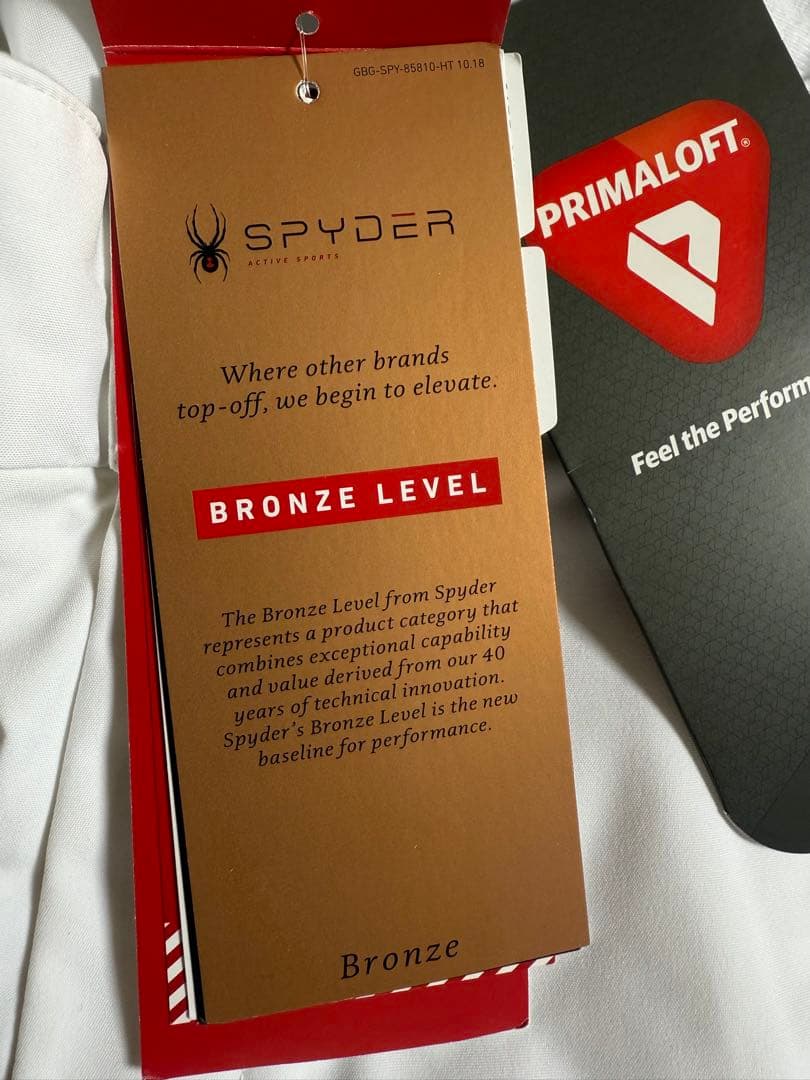 GBG-SPY-85810-HT 10.18
SPYDER
ACTIVE SPORTS
Where other brands
top-off, we begin to elevate.
BRONZE LEVEL
The Bronze Level from Spyder
represents a product category that
combines exceptional capability
and value derived from our 40
years of technical innovation.
Spyder's Bronze Level is the new
baseline for performance.
Bronze
PRIMALOFT®
Feel the Perform